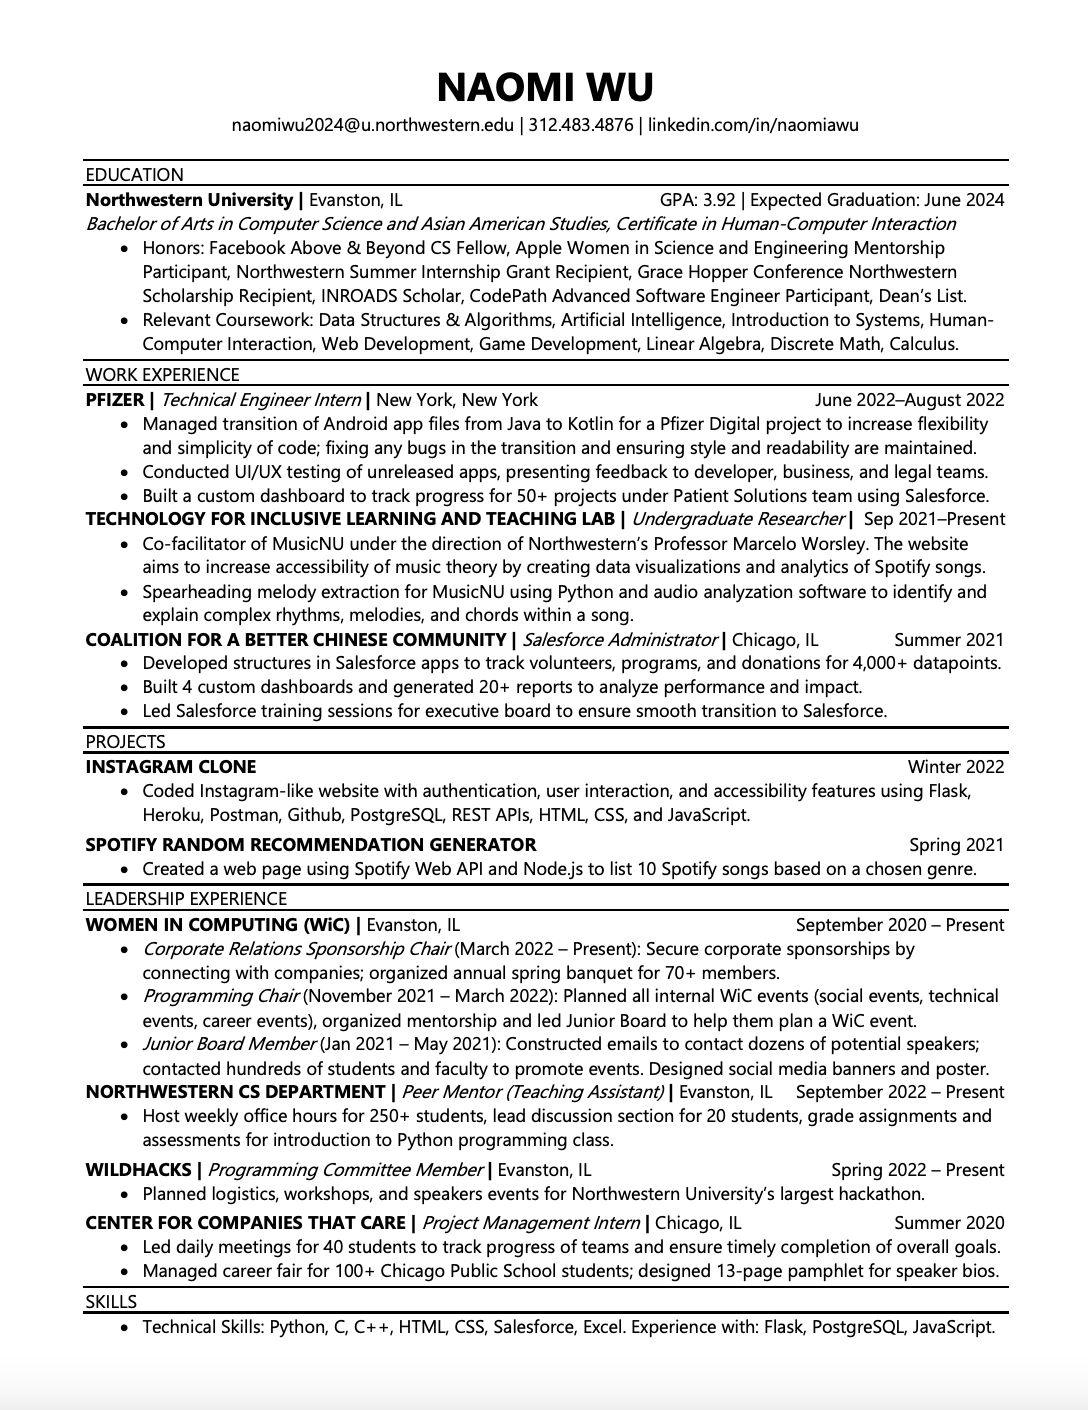 NAOMI WU
naomiwu2024@u.northwestern.edu | 312.483.4876 | linkedin.com/in/naomiawu
EDUCATION
Northwestern University | Evanston, IL GPA: 3.92 | Expected Graduation: June 2024
Bachelor of Arts in Computer Science and Asian American Studies, Certificate in Human-Computer Interaction
• Honors: Facebook Above & Beyond CS Fellow, Apple Women in Science and Engineering Mentorship
Participant, Northwestern Summer Internship Grant Recipient, Grace Hopper Conference Northwestern
Scholarship Recipient, INROADS Scholar, CodePath Advanced Software Engineer Participant, Dean’s List.
• Relevant Coursework: Data Structures & Algorithms, Artificial Intelligence, Introduction to Systems, Human-
Computer Interaction, Web Development, Game Development, Linear Algebra, Discrete Math, Calculus.
WORK EXPERIENCE
PFIZER | Technical Engineer Intern | New York, New York June 2022–August 2022
• Managed transition of Android app files from Java to Kotlin for a Pfizer Digital project to increase flexibility
and simplicity of code; fixing any bugs in the transition and ensuring style and readability are maintained.
• Conducted UI/UX testing of unreleased apps, presenting feedback to developer, business, and legal teams.
• Built a custom dashboard to track progress for 50+ projects under Patient Solutions team using Salesforce.
TECHNOLOGY FOR INCLUSIVE LEARNING AND TEACHING LAB | Undergraduate Researcher | Sep 2021–Present
• Co-facilitator of MusicNU under the direction of Northwestern’s Professor Marcelo Worsley. The website
aims to increase accessibility of music theory by creating data visualizations and analytics of Spotify songs.
• Spearheading melody extraction for MusicNU using Python and audio analyzation software to identify and
explain complex rhythms, melodies, and chords within a song.
COALITION FOR A BETTER CHINESE COMMUNITY | Salesforce Administrator | Chicago, IL Summer 2021
• Developed structures in Salesforce apps to track volunteers, programs, and donations for 4,000+ datapoints.
• Built 4 custom dashboards and generated 20+ reports to analyze performance and impact.
• Led Salesforce training sessions for executive board to ensure smooth transition to Salesforce.
PROJECTS
INSTAGRAM CLONE Winter 2022
• Coded Instagram-like website with authentication, user interaction, and accessibility features using Flask,
Heroku, Postman, Github, PostgreSQL, REST APIs, HTML, CSS, and JavaScript.
SPOTIFY RANDOM RECOMMENDATION GENERATOR Spring 2021
• Created a web page using Spotify Web API and Node.js to list 10 Spotify songs based on a chosen genre.
LEADERSHIP EXPERIENCE
WOMEN IN COMPUTING (WiC) | Evanston, IL September 2020 – Present
• Corporate Relations Sponsorship Chair (March 2022 – Present): Secure corporate sponsorships by
connecting with companies; organized annual spring banquet for 70+ members.
• Programming Chair (November 2021 – March 2022): Planned all internal WiC events (social events, technical
events, career events), organized mentorship and led Junior Board to help them plan a WiC event.
• Junior Board Member (Jan 2021 – May 2021): Constructed emails to contact dozens of potential speakers;
contacted hundreds of students and faculty to promote events. Designed social media banners and poster.
NORTHWESTERN CS DEPARTMENT | Peer Mentor (Teaching Assistant) | Evanston, IL September 2022 – Present
• Host weekly office hours for 250+ students, lead discussion section for 20 students, grade assignments and
assessments for introduction to Python programming class.
WILDHACKS | Programming Committee Member | Evanston, IL Spring 2022 – Present
• Planned logistics, workshops, and speakers events for Northwestern University’s largest hackathon.
CENTER FOR COMPANIES THAT CARE | Project Management Intern | Chicago, IL Summer 2020
• Led daily meetings for 40 students to track progress of teams and ensure timely completion of overall goals.
• Managed career fair for 100+ Chicago Public School students; designed 13-page pamphlet for speaker bios.
SKILLS
• Technical Skills: Python, C, C++, HTML, CSS, Salesforce, Excel. Experience with: Flask, PostgreSQL, JavaScript.